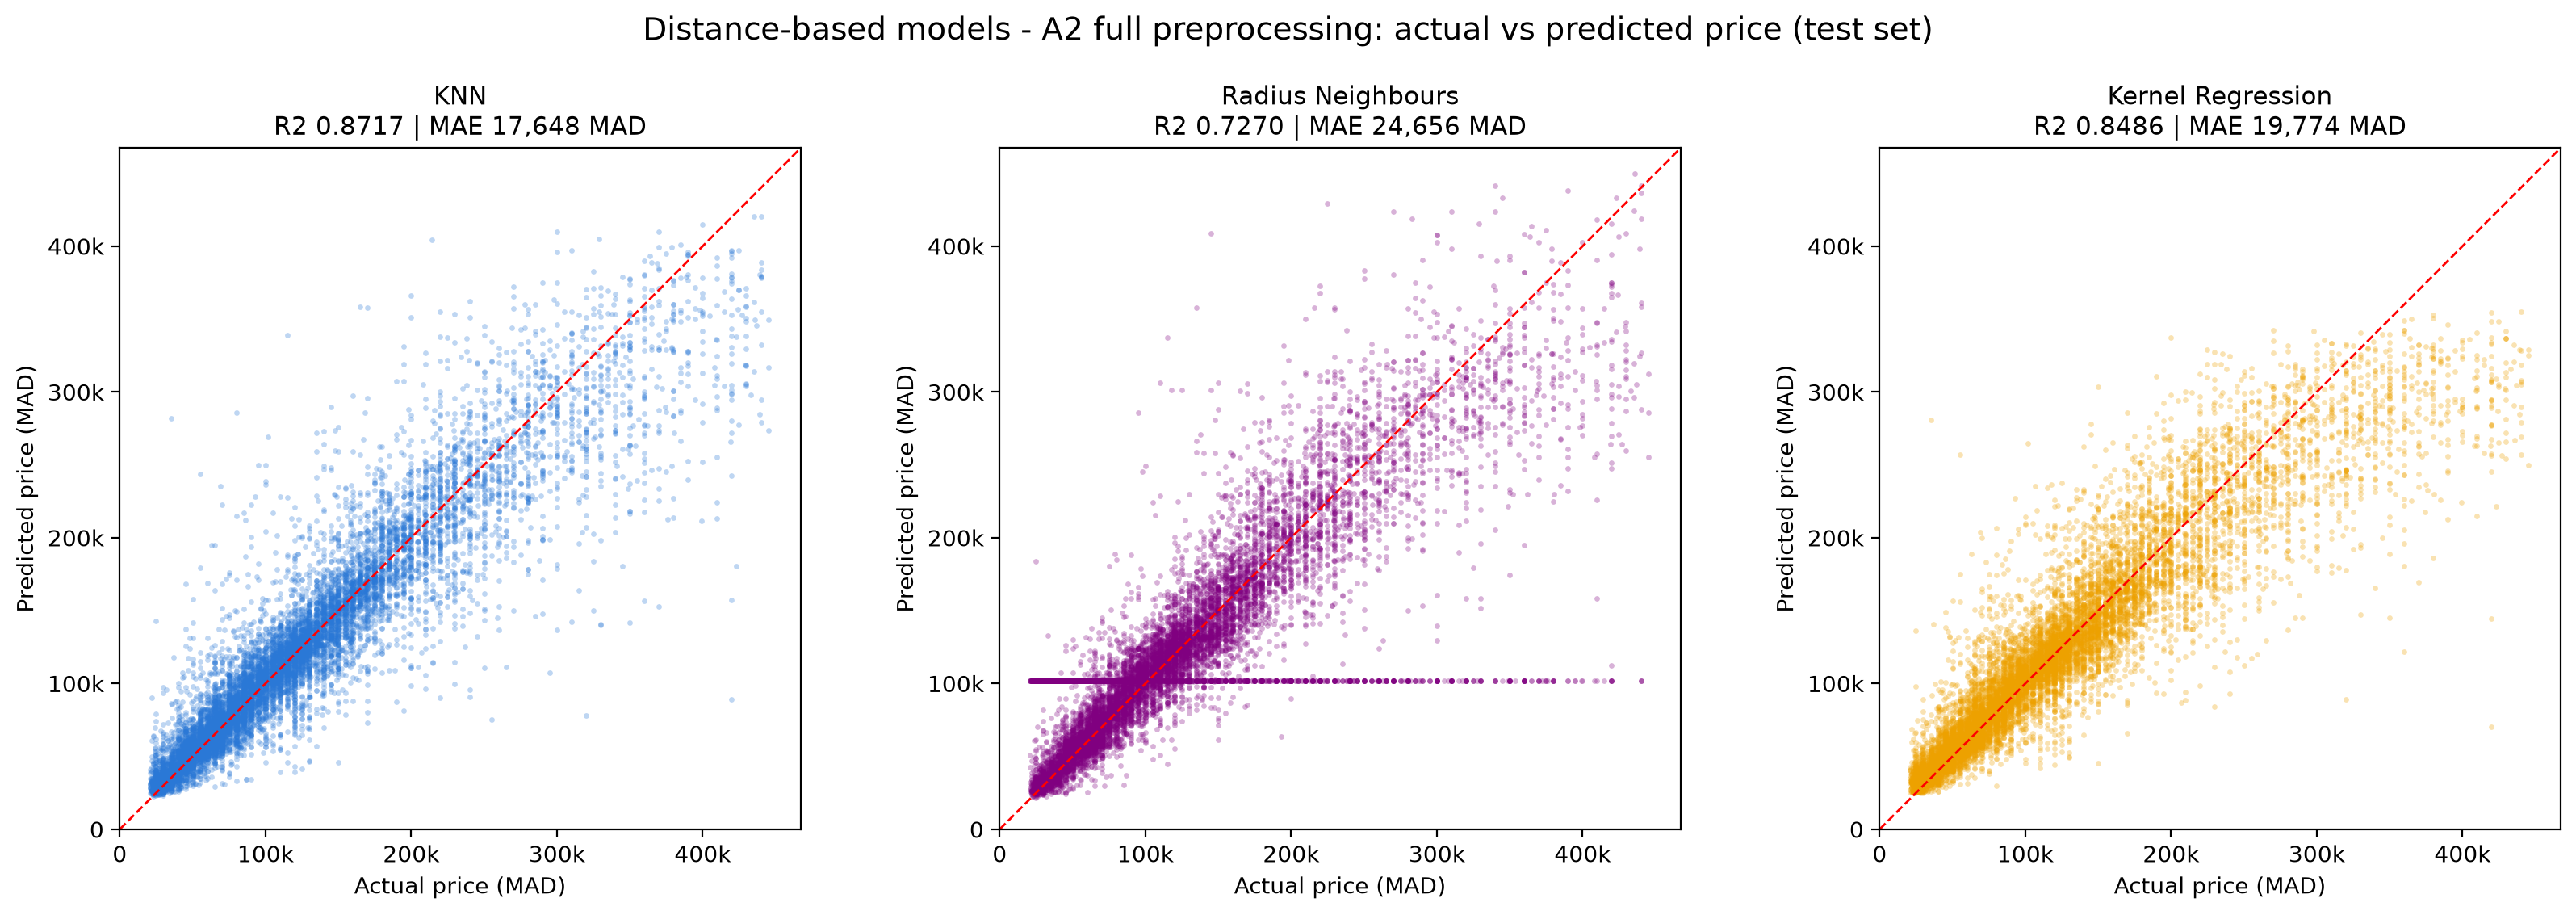 Distance-based models - A2 full preprocessing: actual vs predicted price (test set)
KNN
R2 0.8717 | MAE 17,648 MAD
Predicted price (MAD)
400k
300k
200k
100k
0
0 100k 200k 300k 400k
Actual price (MAD)
Radius Neighbours
R2 0.7270 | MAE 24,656 MAD
Predicted price (MAD)
400k
300k
200k
100k
0
0 100k 200k 300k 400k
Actual price (MAD)
Kernel Regression
R2 0.8486 | MAE 19,774 MAD
Predicted price (MAD)
400k
300k
200k
100k
0
0 100k 200k 300k 400k
Actual price (MAD)